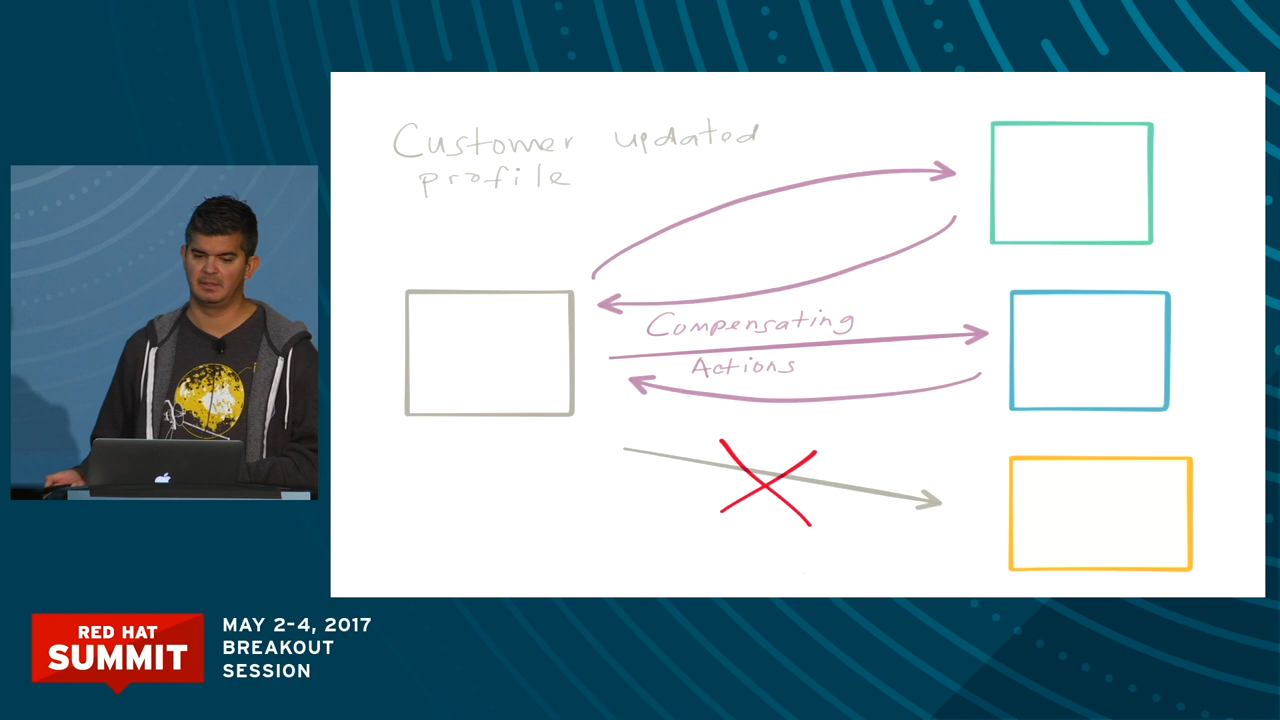 Customer updated
profile
Compensating
Actions
RED HAT
SUMMIT
MAY 2-4, 2017
BREAKOUT
SESSION